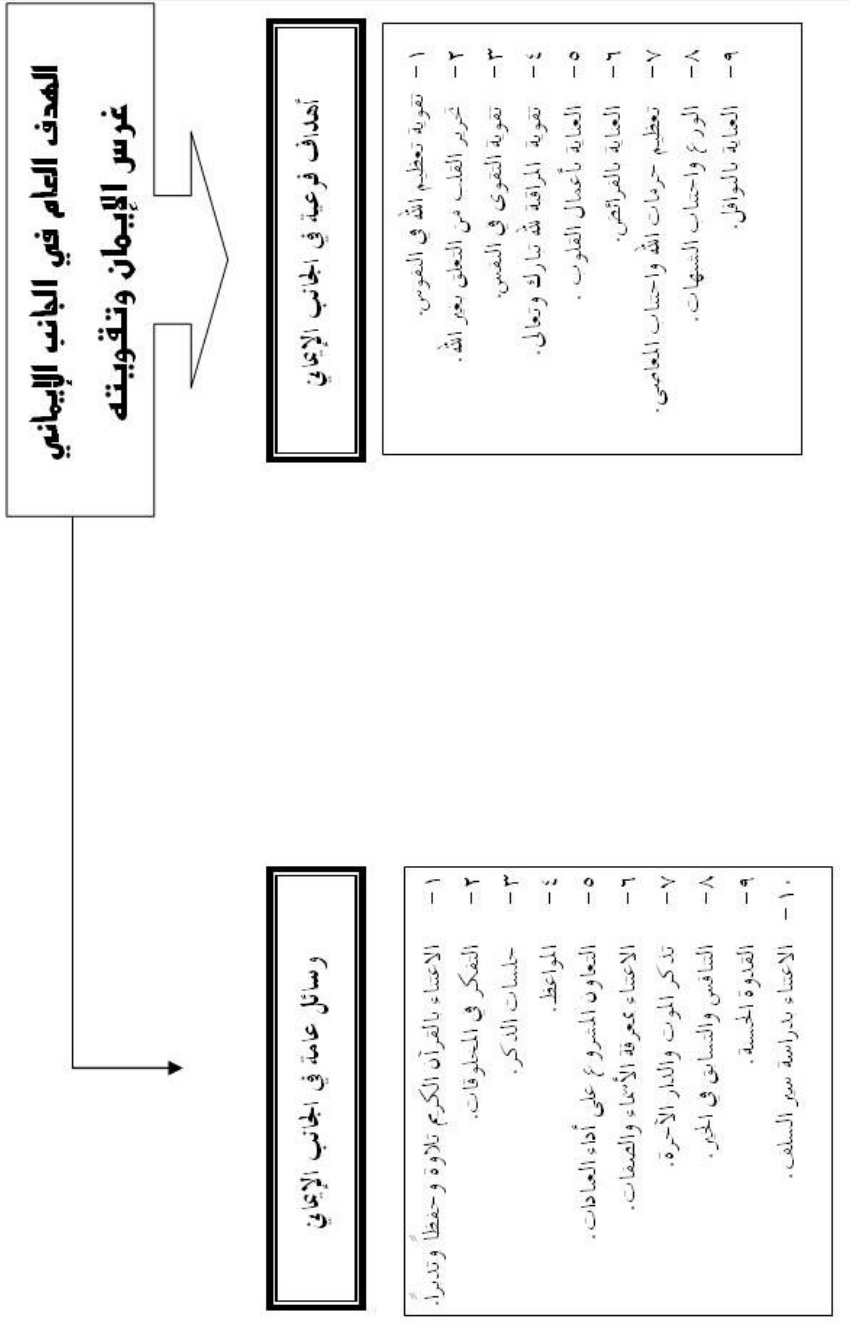 الهدف العام في الجانب الإيماني
غرس الإيمان وتقويته
أهداف فرعية في الجانب الإيماني
١ - تقوية تعظيم الله في النفوس.
٢ - تحرير القلب من التعلق بغير الله.
٣ - تقوية التقوى في النفس.
٤ - تقوية المراقبة لله تبارك وتعالى.
٥ - العناية بأعمال القلوب .
٦ - العناية بالفرائض.
٧ - تعظيم حرمات الله واجتناب المعاصي.
٨ - الورع واجتناب الشبهات.
٩ - العناية بالنوافل.
وسائل عامة في الجانب الإيماني
١ - الاعتناء بالقرآن الكريم تلاوة وحفظاً وتدبراً.
٢ - التفكر في المخلوقات.
٣ - جلسات الذكر.
٤ - المواعظ.
٥ - التعاون المشروع على أداء العبادات.
٦ - الاعتناء بمعرفة الأسماء والصفات.
٧ - تذكر الموت والدار الآخرة.
٨ - التنافس والتسابق في الخير.
٩ - القدوة الحسنة.
١٠ - الاعتناء بدراسة سير السلف.